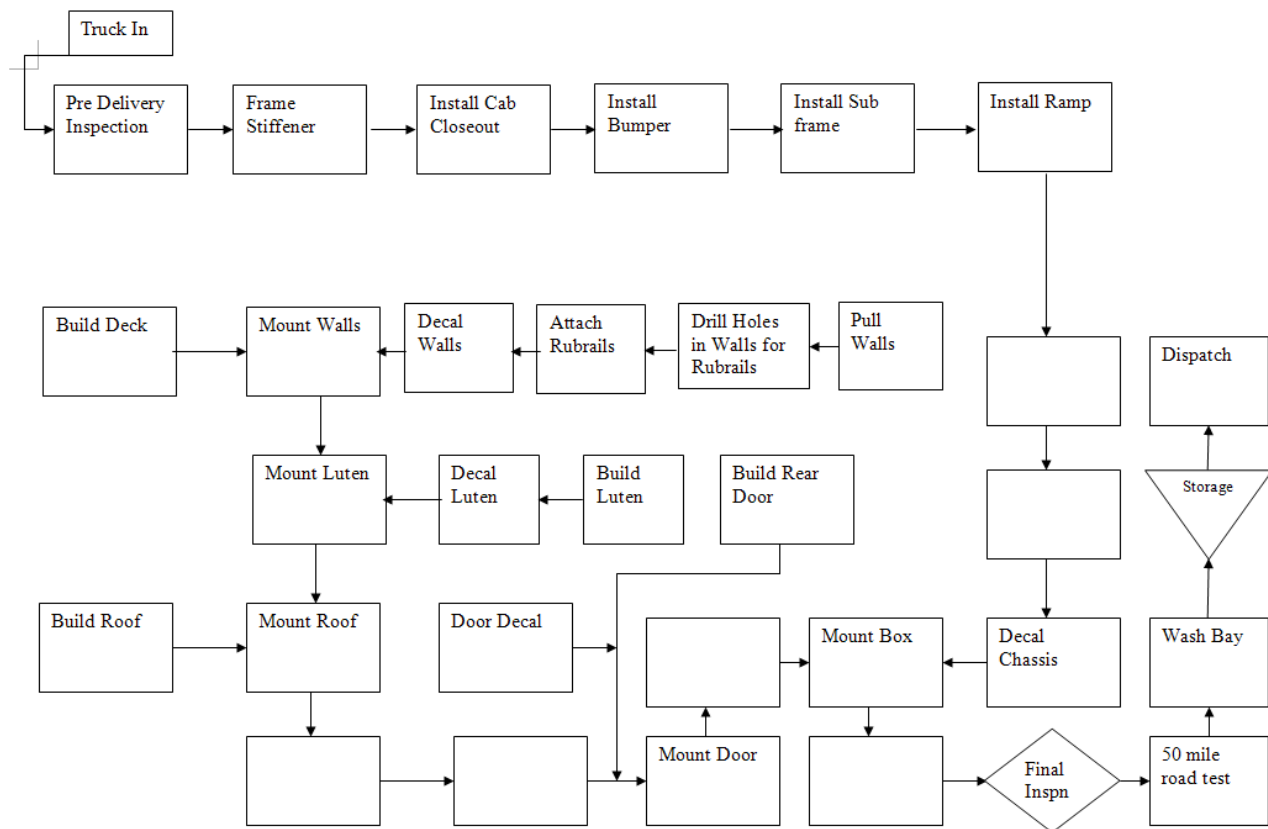 Truck In
Pre Delivery
Inspection
Frame
Stiffener
Install Cab
Closeout
Install
Bumper
Install Sub
frame
Install Ramp
Build Deck
Mount Walls
Decal
Walls
Attach
Rubrails
Drill Holes
in Walls for
Rubrails
Pull
Walls
Dispatch
Mount Luten
Decal
Luten
Build
Luten
Build Rear
Door
Storage
Build Roof
Mount Roof
Door Decal
Mount Box
Decal
Chassis
Wash Bay
Mount Door
Final
Inspn
50 mile
road test